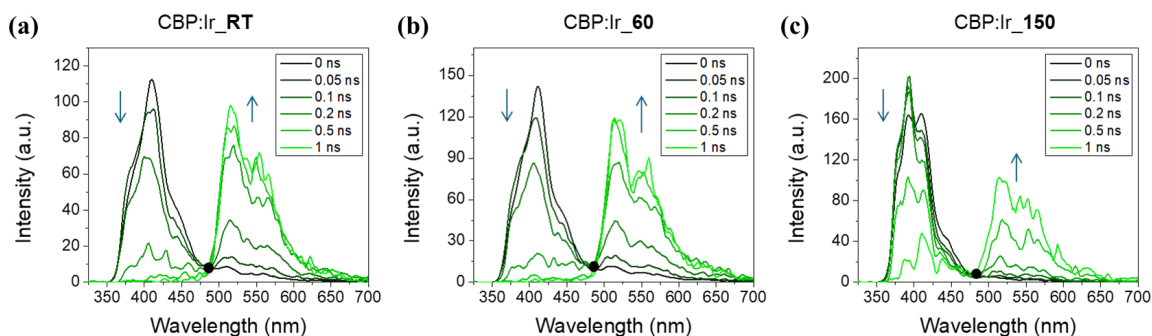 (a)
CBP:Ir_RT
Intensity (a.u.)
120
100
80
60
40
20
0
350 400 450 500 550 600 650 700
Wavelength (nm)
0 ns
0.05 ns
0.1 ns
0.2 ns
0.5 ns
1 ns
(b)
CBP:Ir_60
Intensity (a.u.)
150
120
90
60
30
0
350 400 450 500 550 600 650 700
Wavelength (nm)
0 ns
0.05 ns
0.1 ns
0.2 ns
0.5 ns
1 ns
(c)
CBP:Ir_150
Intensity (a.u.)
200
160
120
80
40
0
350 400 450 500 550 600 650 700
Wavelength (nm)
0 ns
0.05 ns
0.1 ns
0.2 ns
0.5 ns
1 ns